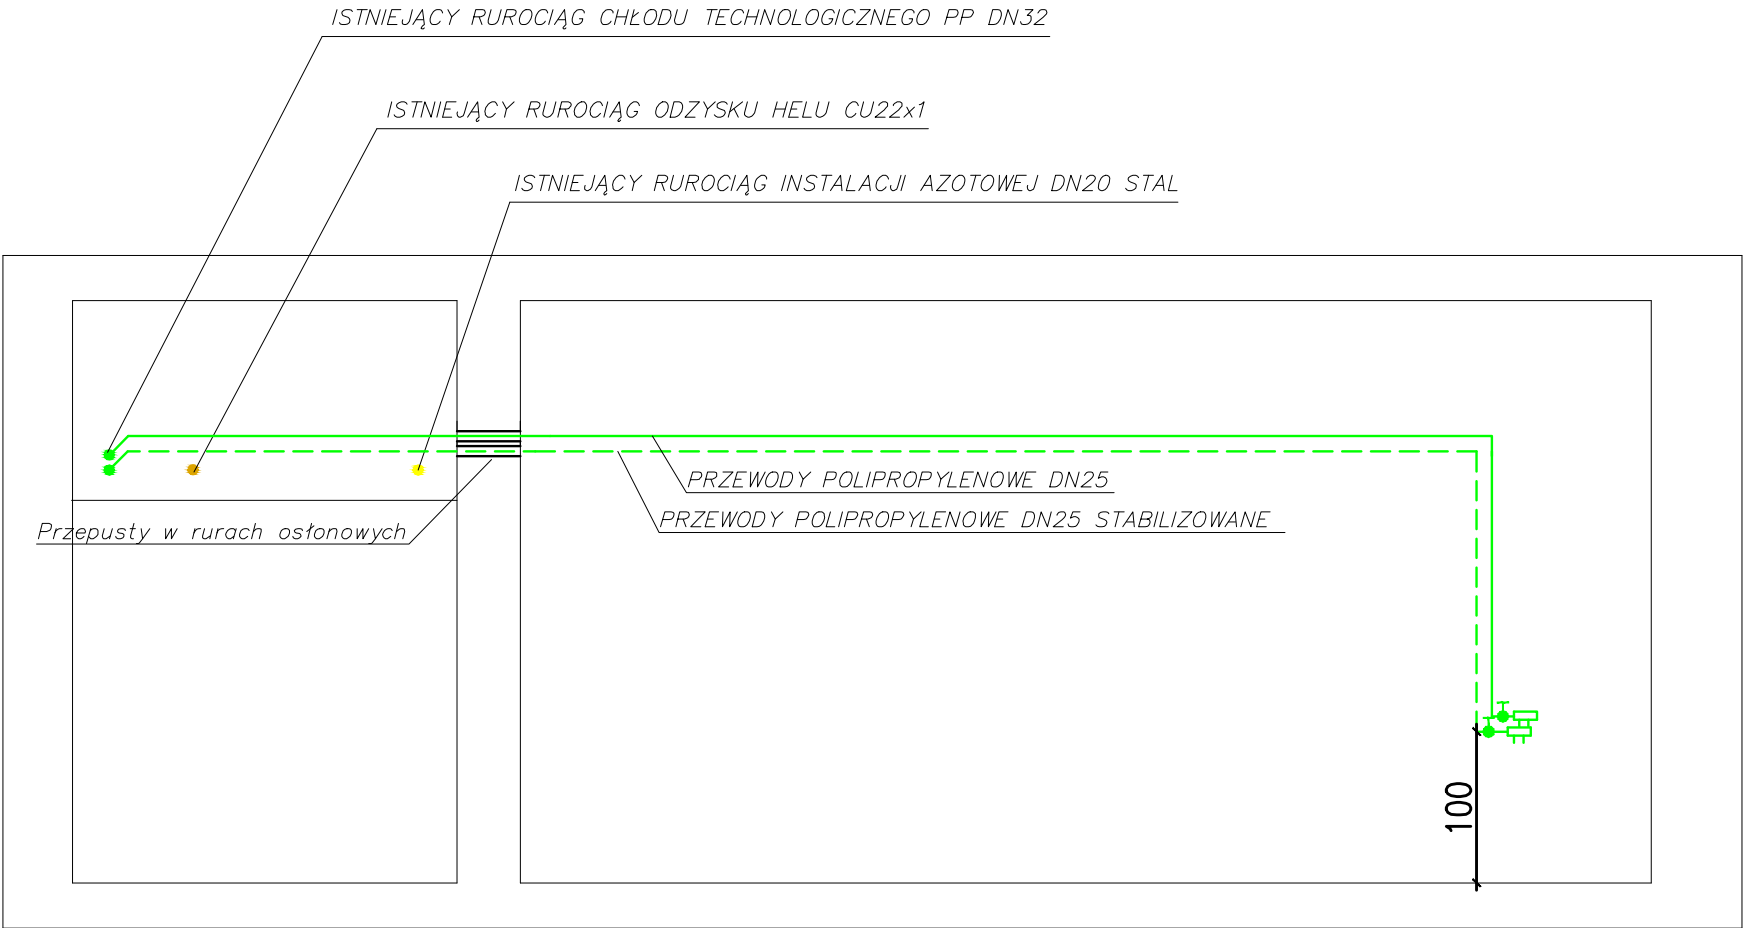 ISTNIEJĄCY RUROCIĄG CHŁODU TECHNOLOGICZNEGO PP DN32
ISTNIEJĄCY RUROCIĄG ODZYSKU HELU CU22x1
ISTNIEJĄCY RUROCIĄG INSTALACJI AZOTOWEJ DN20 STAL
PRZEWODY POLIPROPYLENOWE DN25
PRZEWODY POLIPROPYLENOWE DN25 STABILIZOWANE
Przepusty w rurach osłonowych
100